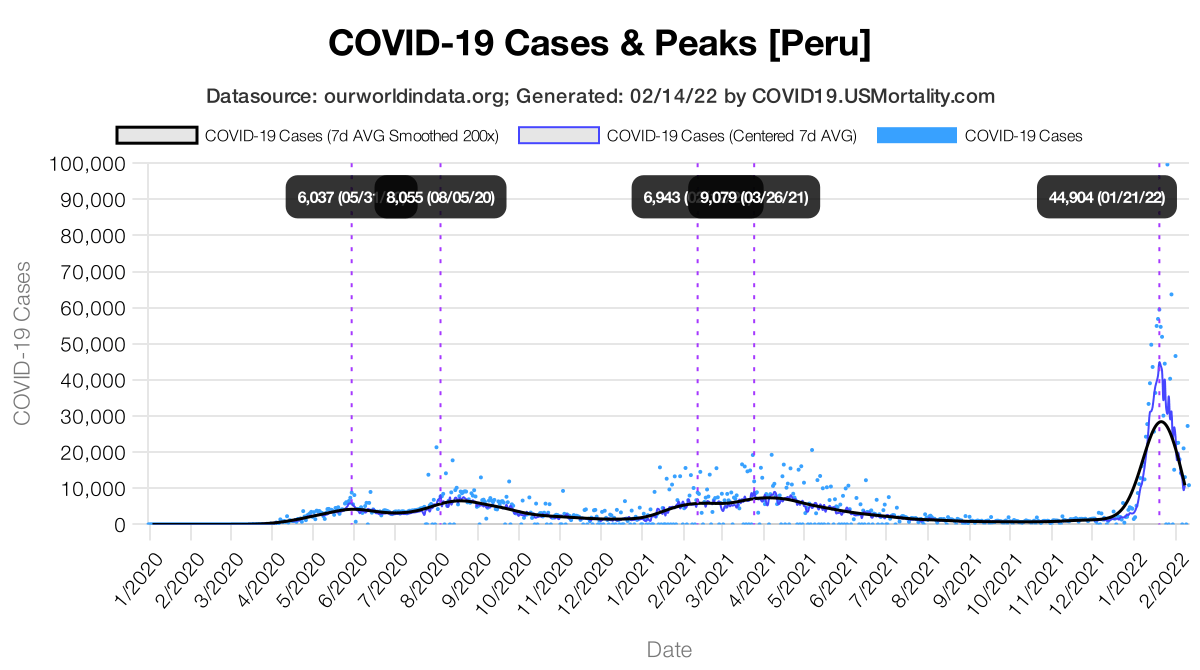 COVID-19 Cases & Peaks [Peru]
Datasource: ourworldindata.org; Generated: 02/14/22 by COVID19.USMortality.com
COVID-19 Cases (7d AVG Smoothed 200x) COVID-19 Cases (Centered 7d AVG) COVID-19 Cases
100,000
90,000
80,000
70,000
60,000
50,000
40,000
30,000
20,000
10,000
0
COVID-19 Cases
6,037 (05/31 8,055 (08/05/20) 6,943 9,079 (03/26/21) 44,904 (01/21/22)
1/2020 2/2020 3/2020 4/2020 5/2020 6/2020 7/2020 8/2020 9/2020 10/2020 11/2020 12/2020 1/2021 2/2021 3/2021 4/2021 5/2021 6/2021 7/2021 8/2021 9/2021 10/2021 11/2021 12/2021 1/2022 2/2022
Date